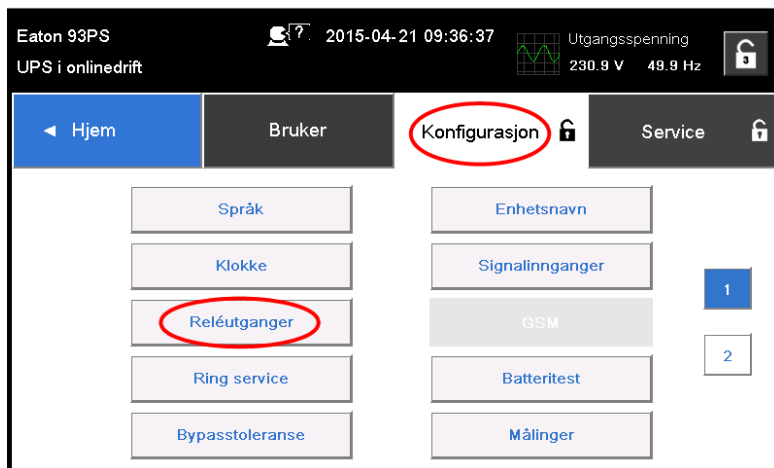 Eaton 93PS
?
2015-04-21 09:36:37
Utgangsspenning
UPS i onlinedrift
230.9 V 49.9 Hz
3
◄ Hjem
Bruker
Konfigurasjon
Service
Språk
Enhetsnavn
Klokke
Signalinnganger
1
Reléutganger
GSM
2
Ring service
Batteritest
Bypasstoleranse
Målinger